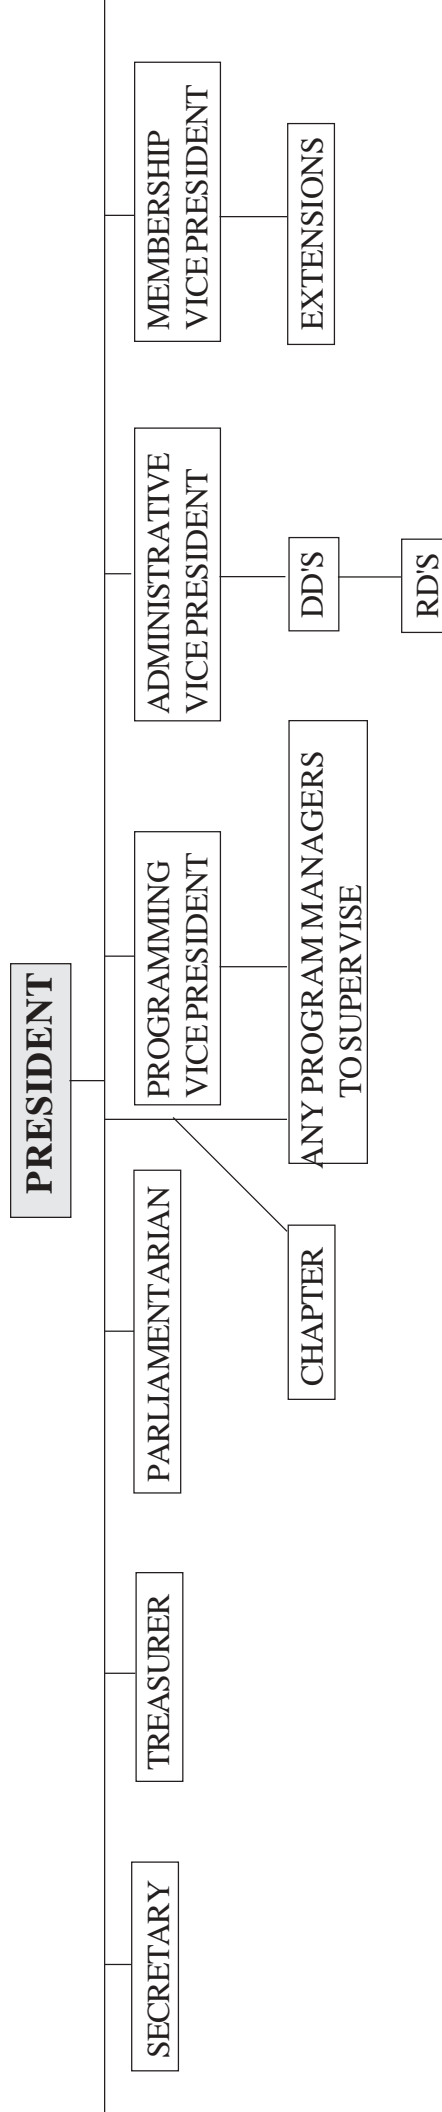 PRESIDENT
SECRETARY
TREASURER
PARLIAMENTARIAN
PROGRAMMING
VICE PRESIDENT
ADMINISTRATIVE
VICE PRESIDENT
MEMBERSHIP
VICE PRESIDENT
CHAPTER
ANY PROGRAM MANAGERS
TO SUPERVISE
DD'S
EXTENSIONS
RD'S